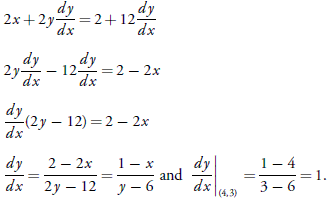 2x + 2y dy/dx = 2 + 12 dy/dx
2y dy/dx − 12 dy/dx = 2 − 2x
dy/dx (2y − 12) = 2 − 2x
dy/dx = (2 − 2x)/(2y − 12) = (1 − x)/(y − 6) and dy/dx |(4,3) = (1 − 4)/(3 − 6) = 1.